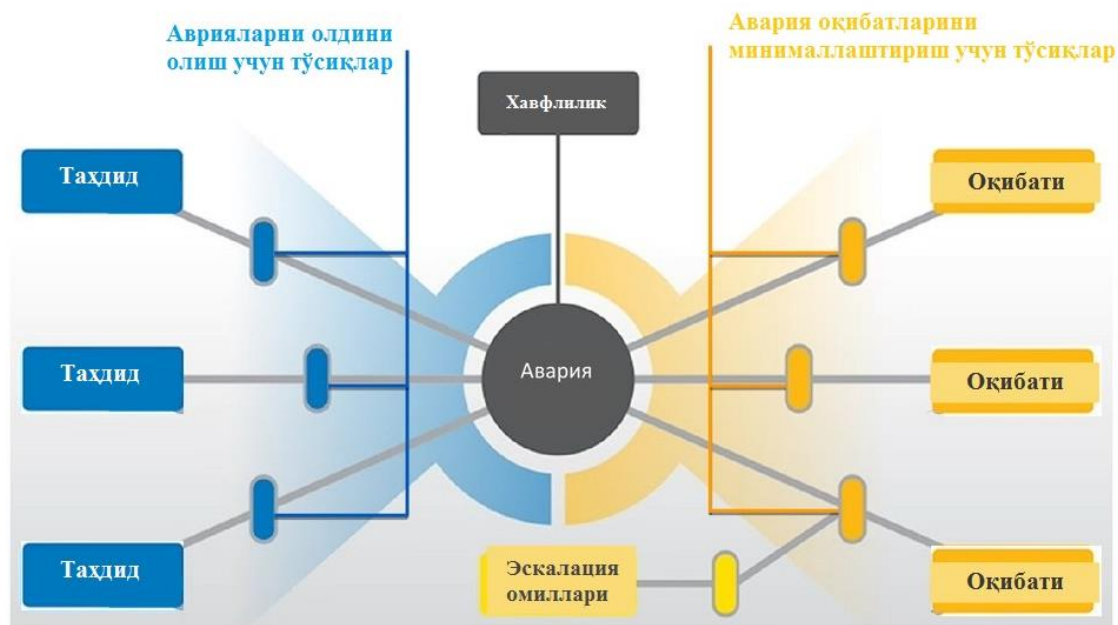 Авярияларни олдини
олиш учун тўсиқлар
Авария оқибатларини
минималлаштириш учун тўсиқлар
Хавфлилик
Таҳдид
Оқибати
Авария
Таҳдид
Оқибати
Эскалация
омиллари
Таҳдид
Оқибати